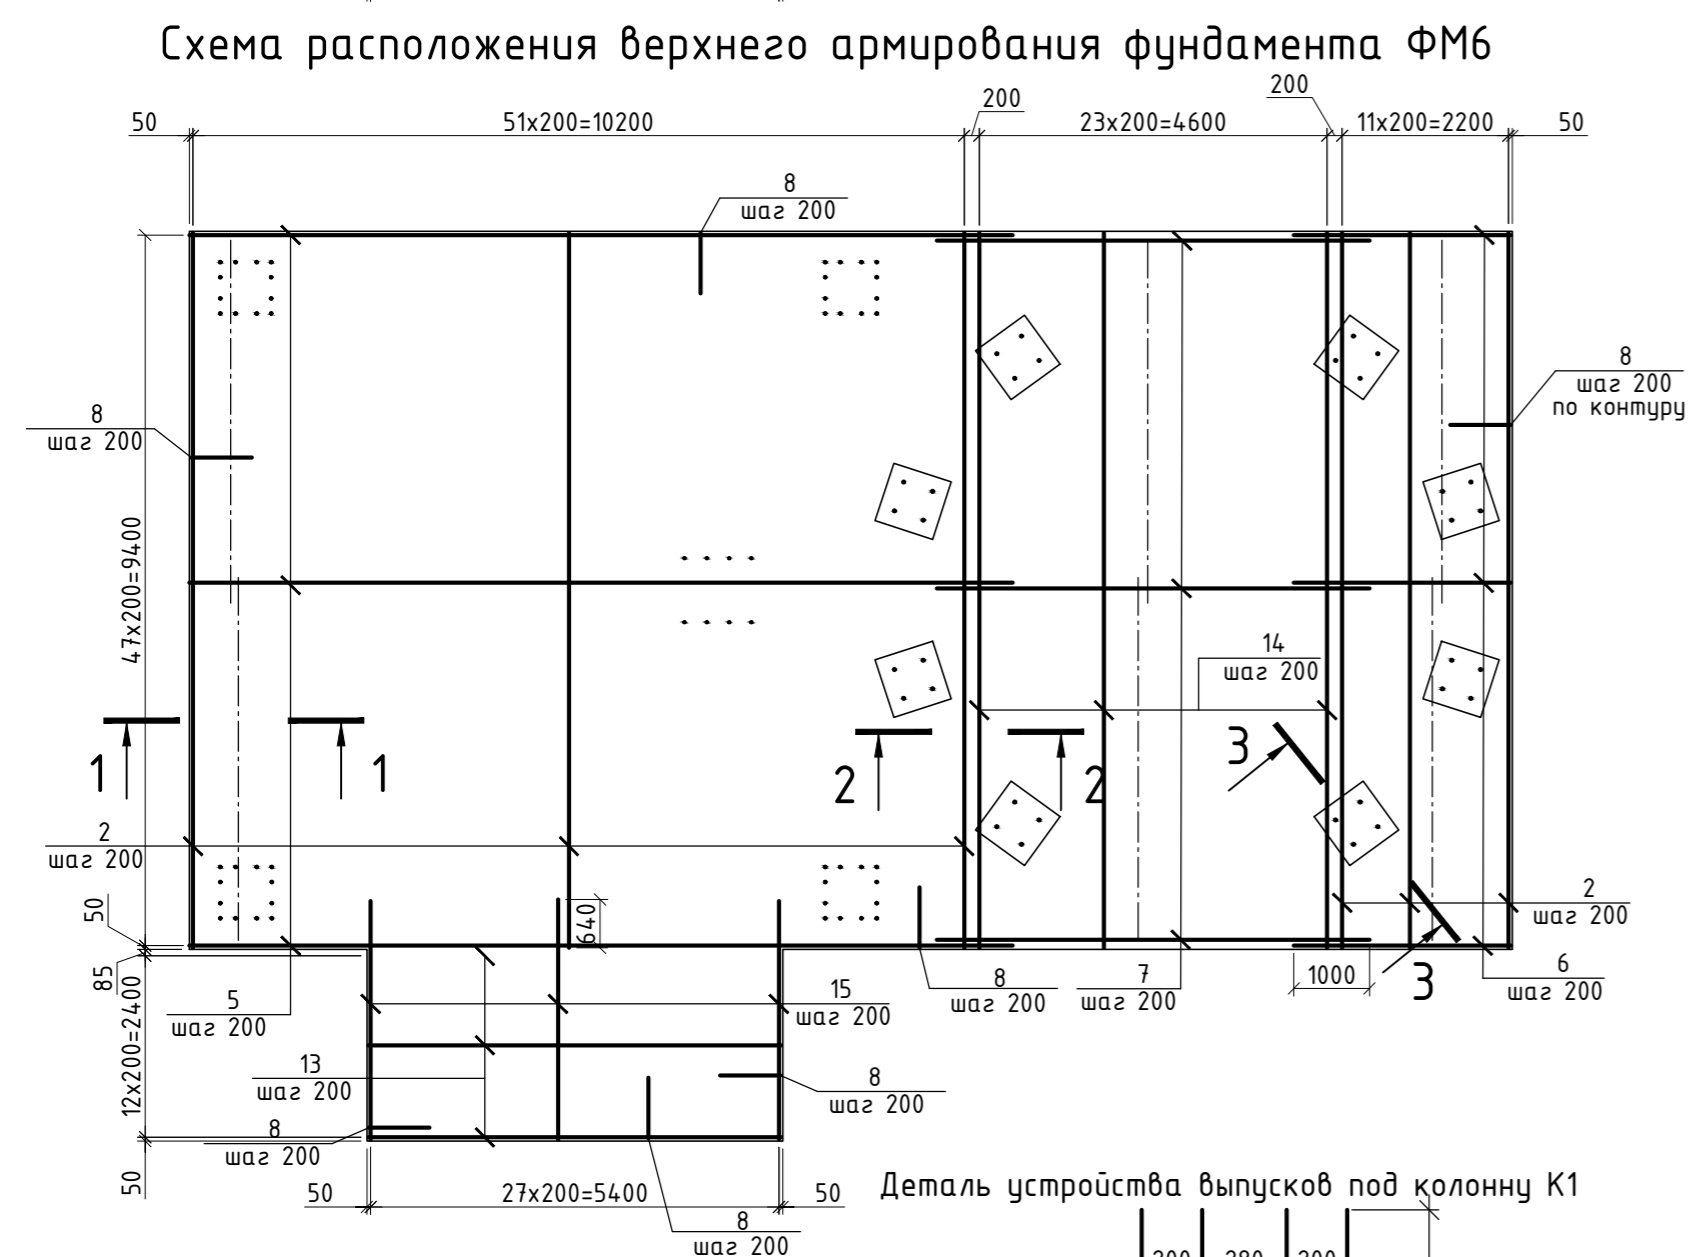 Схема расположения верхнего армирования фундамента ФМ6
50
51х200=10200
200
23х200=4600
200
11х200=2200
50
8
шаг 200
8
шаг 200
по контуру
8
шаг 200
47х200=9400
14
шаг 200
1
1
2
2
3
3
2
шаг 200
2
шаг 200
50
640
85
12х200=2400
5
шаг 200
15
шаг 200
8
шаг 200
7
шаг 200
1000
6
шаг 200
13
шаг 200
8
шаг 200
8
шаг 200
50
50
27х200=5400
50
8
шаг 200
Деталь устройства выпусков под колонну К1
200
280
200